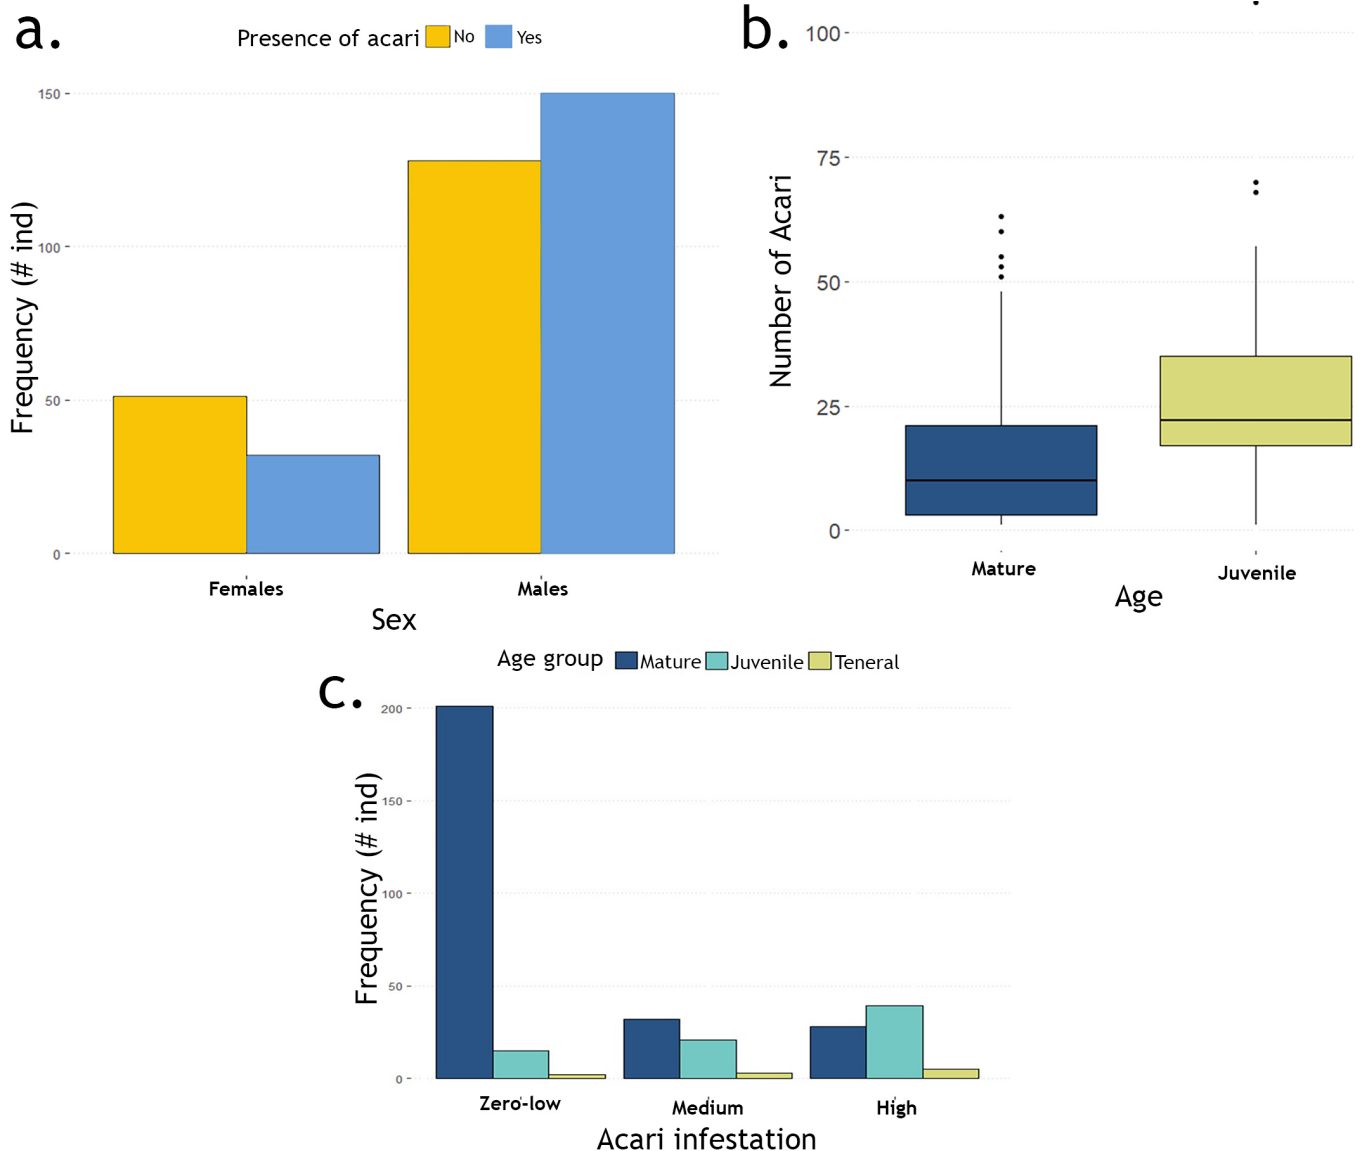 a.
Presence of acari No Yes
150
100
50
0
Frequency (# ind)
Females Males
Sex
b.
100
75
50
25
0
Number of Acari
Mature Juvenile
Age
c.
Age group Mature Juvenile Teneral
200
150
100
50
0
Frequency (# ind)
Zero-low Medium High
Acari infestation